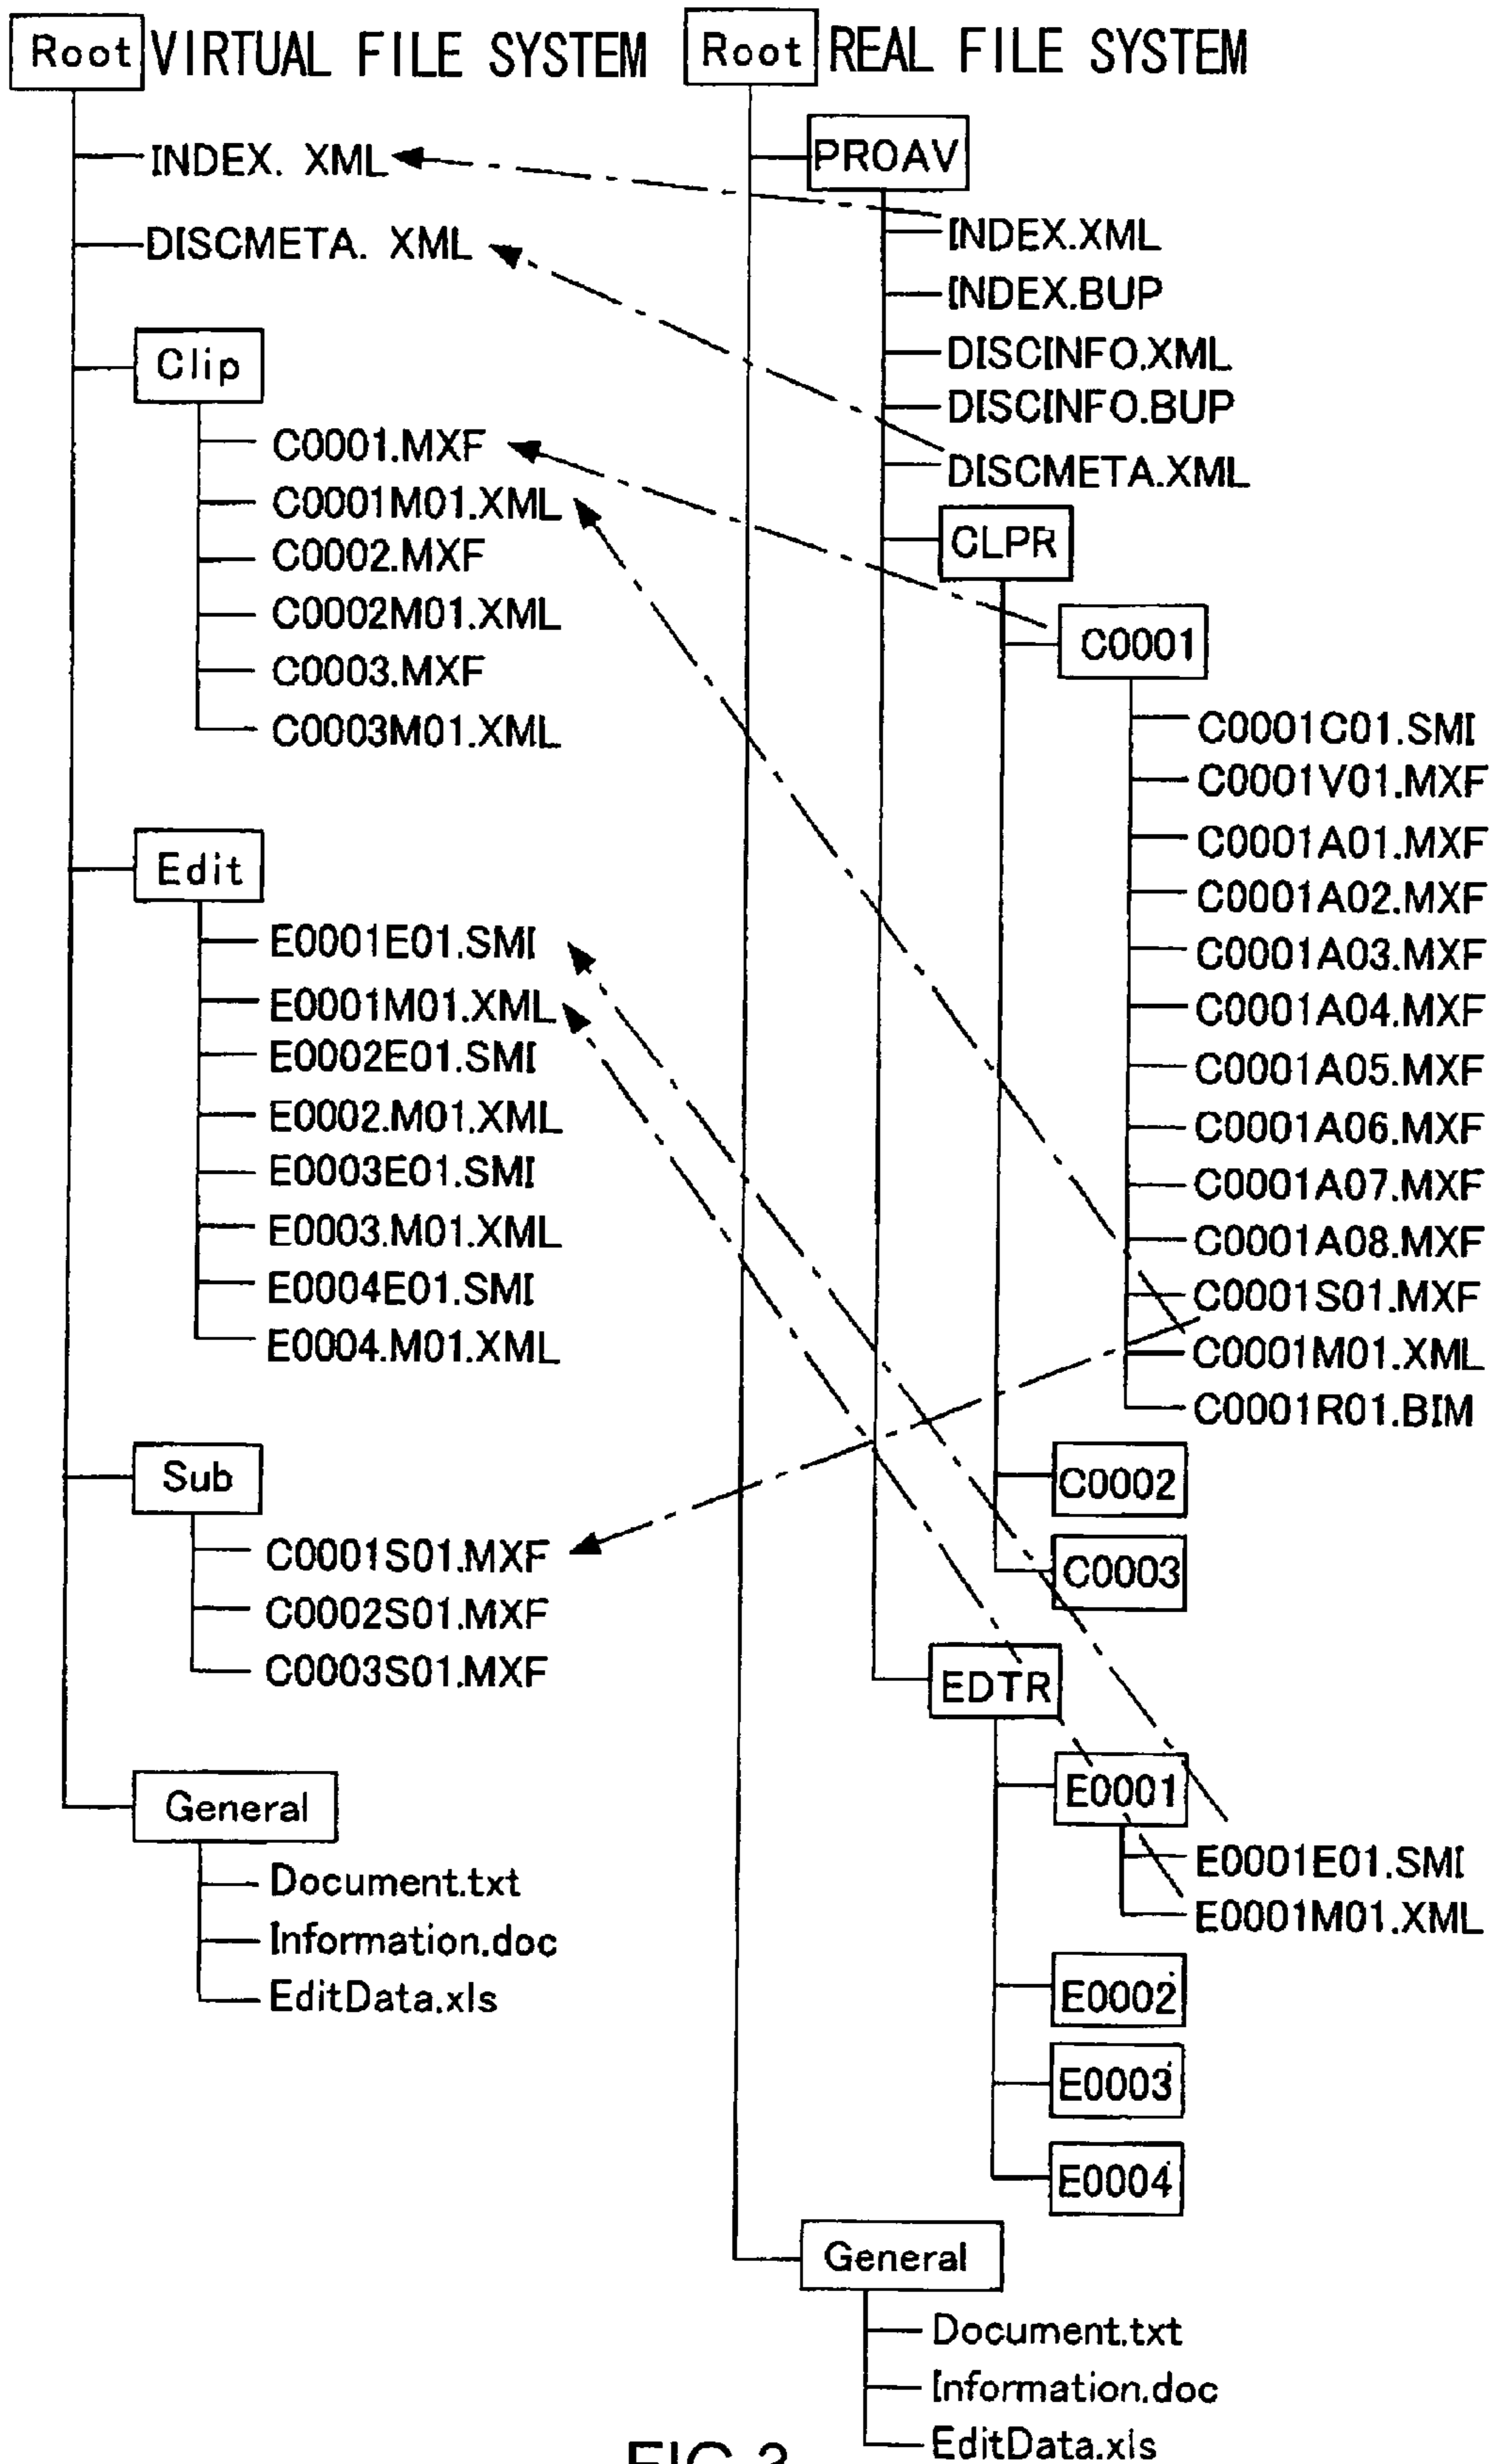 Root VIRTUAL FILE SYSTEM
INDEX. XML
DISCMETA. XML
Clip
C0001.MXF
C0001M01.XML
C0002.MXF
C0002M01.XML
C0003.MXF
C0003M01.XML
Edit
E0001E01.SMI
E0001M01.XML
E0002E01.SMI
E0002.M01.XML
E0003E01.SMI
E0003.M01.XML
E0004E01.SMI
E0004.M01.XML
Sub
C0001S01.MXF
C0002S01.MXF
C0003S01.MXF
General
Document.txt
Information.doc
EditData.xls
Root REAL FILE SYSTEM
PROAV
INDEX.XML
INDEX.BUP
DISCINFO.XML
DISCINFO.BUP
DISCMETA.XML
CLPR
C0001
C0001C01.SMI
C0001V01.MXF
C0001A01.MXF
C0001A02.MXF
C0001A03.MXF
C0001A04.MXF
C0001A05.MXF
C0001A06.MXF
C0001A07.MXF
C0001A08.MXF
C0001S01.MXF
C0001M01.XML
C0001R01.BIM
C0002
C0003
EDTR
E0001
E0001E01.SMI
E0001M01.XML
E0002
E0003
E0004
General
Document.txt
Information.doc
EditData.xls
FIG.3